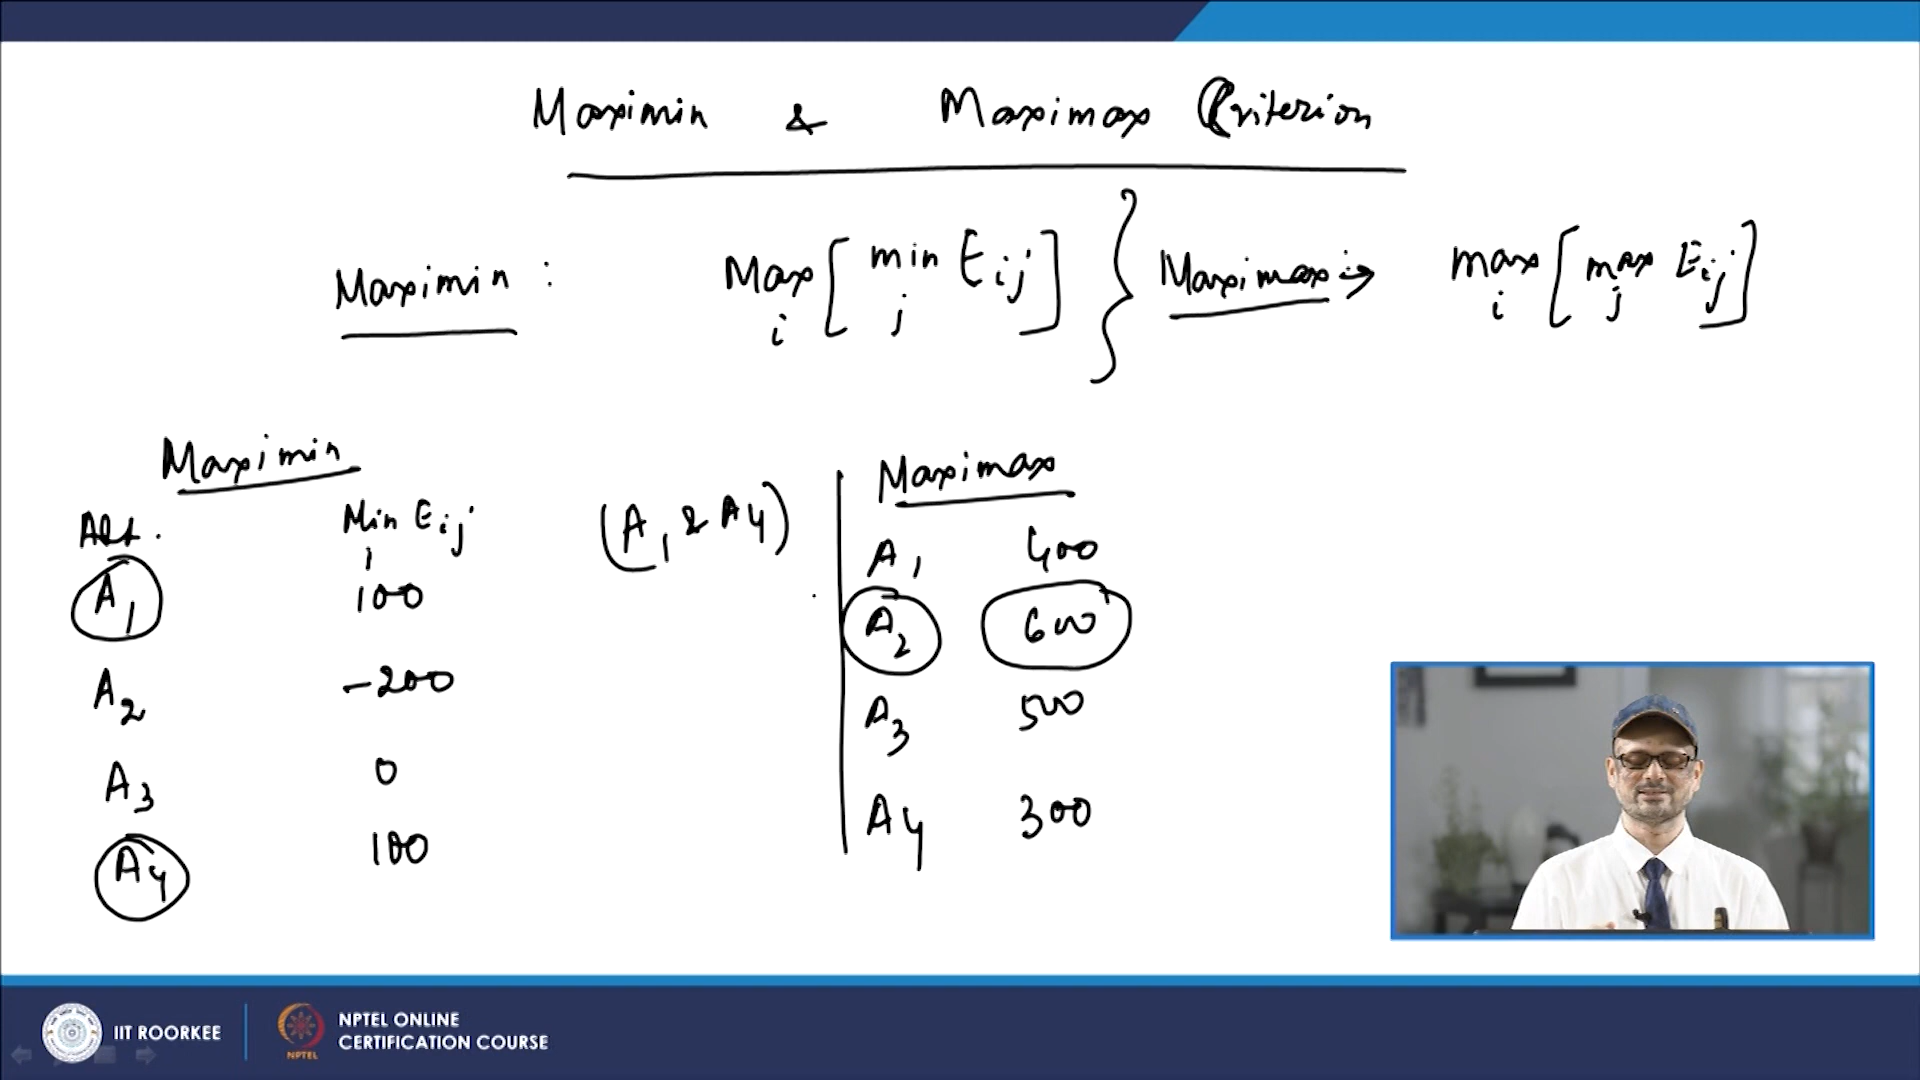 Maximin & Maximax Criterion
Maximin : Max i [ min j Eij ] } Maximax :→ max i [ max j Eij ]
Maximin
Alt. Min j Eij (A1 & A4)
A1 100
A2 -200
A3 0
A4 100
Maximax
A1 400
A2 600
A3 500
A4 300
IIT ROORKEE
NPTEL
NPTEL ONLINE
CERTIFICATION COURSE